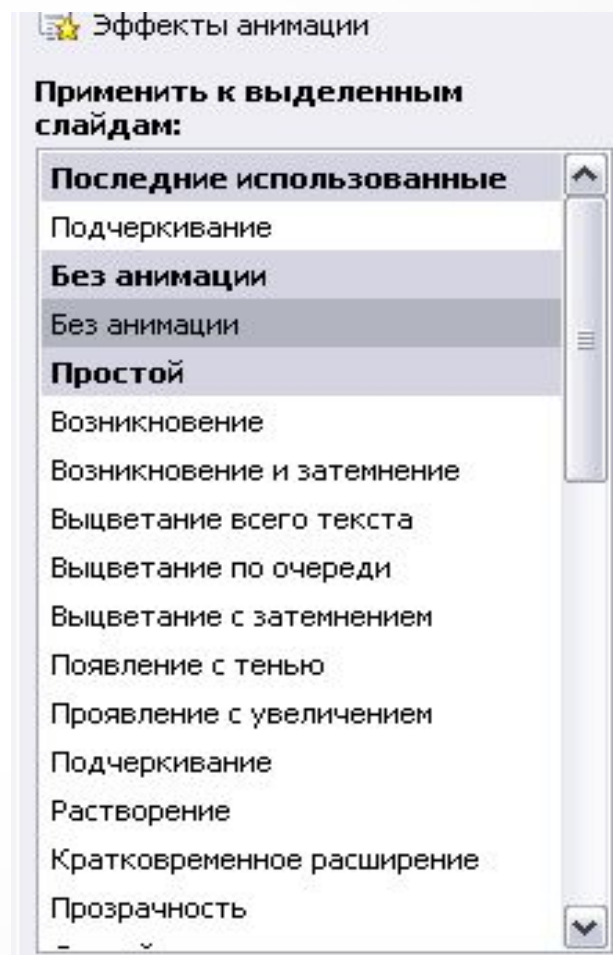 Эффекты анимации
Применить к выделенным
слайдам:
Последние использованные
Подчеркивание
Без анимации
Без анимации
Простой
Возникновение
Возникновение и затемнение
Выцветание всего текста
Выцветание по очереди
Выцветание с затемнением
Появление с тенью
Проявление с увеличением
Подчеркивание
Растворение
Кратковременное расширение
Прозрачность